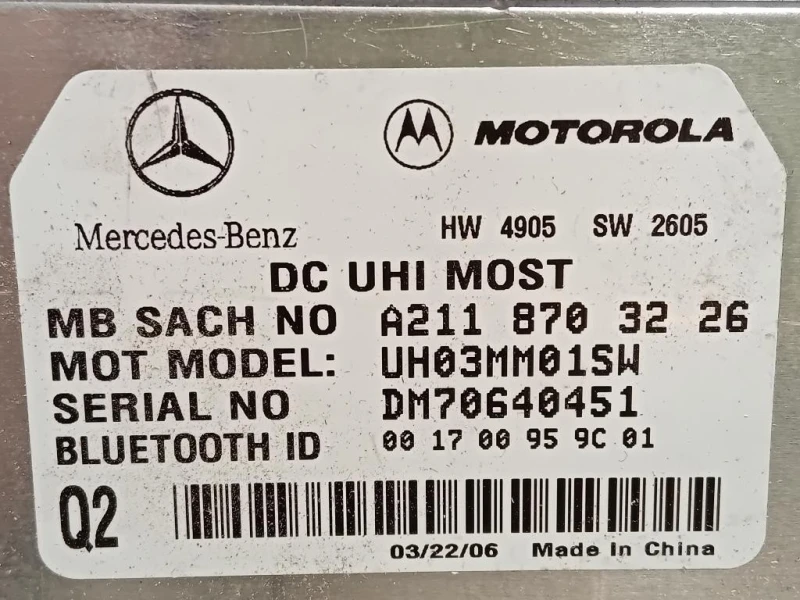 MOTOROLA
Mercedes-Benz
HW 4905 SW 2605
DC UHI MOST
MB SACH NO A211 870 32 26
MOT MODEL: UH03MM01SW
SERIAL NO DM70640451
BLUETOOTH ID 00 17 00 95 9C 01
Q2
03/22/06 Made In China